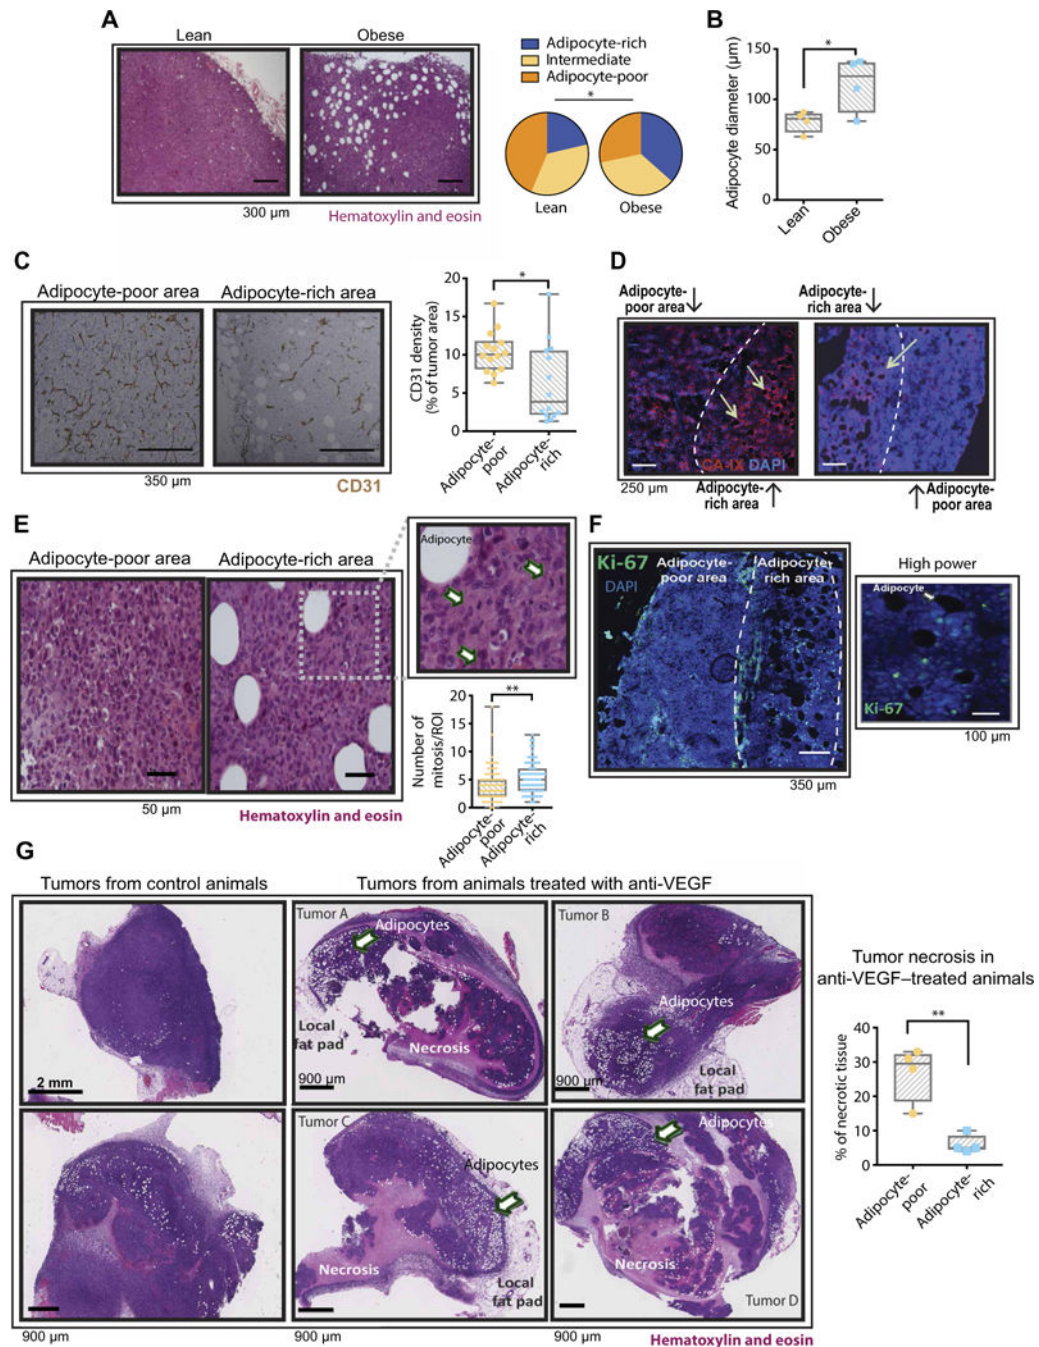 A
Lean
Obese
300 µm
Hematoxylin and eosin
Adipocyte-rich
Intermediate
Adipocyte-poor
*
Lean
Obese
B
Adipocyte diameter (µm)
150
100
50
0
*
Lean
Obese
C
Adipocyte-poor area
Adipocyte-rich area
350 µm
CD31
CD31 density
(% of tumor area)
20
15
10
5
0
*
Adipocyte-
poor
Adipocyte-
rich
D
Adipocyte-
poor area
Adipocyte-
rich area
CA-IX DAPI
250 µm
Adipocyte-
rich area
Adipocyte-
poor area
E
Adipocyte-poor area
Adipocyte-rich area
50 µm
Hematoxylin and eosin
Adipocyte
Number of
mitosis/ROI
20
15
10
5
0
**
Adipocyte-
poor
Adipocyte-
rich
F
Ki-67
DAPI
Adipocyte-
poor area
Adipocyte-
rich area
350 µm
High power
Adipocyte
Ki-67
100 µm
G
Tumors from control animals
Tumors from animals treated with anti-VEGF
2 mm
900 µm
Tumor A
Adipocytes
Local
fat pad
Necrosis
900 µm
Tumor B
Adipocytes
Local
fat pad
900 µm
Tumor C
Adipocytes
Necrosis
Local
fat pad
900 µm
Adipocytes
Necrosis
Tumor D
900 µm
Hematoxylin and eosin
Tumor necrosis in
anti-VEGF–treated animals
% of necrotic tissue
40
30
20
10
0
**
Adipocyte-
poor
Adipocyte-
rich